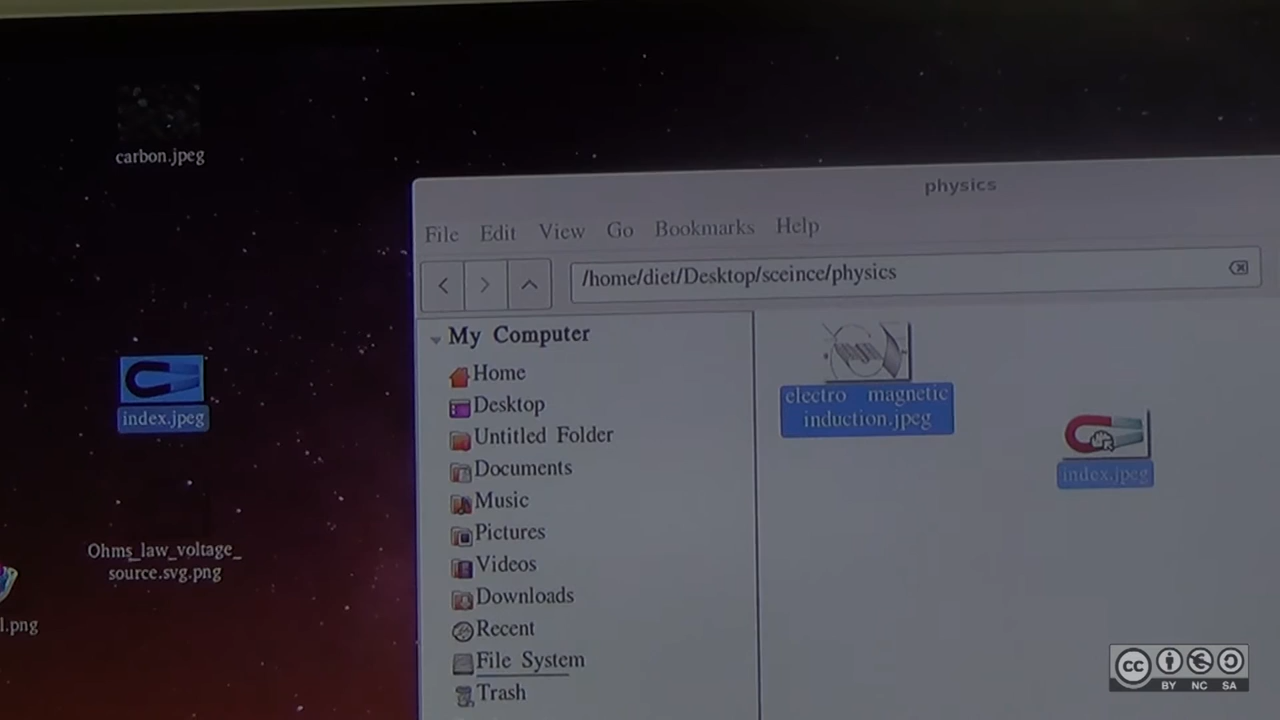 carbon.jpeg
physics
File Edit View Go Bookmarks Help
/home/diet/Desktop/sceince/physics
My Computer
Home
Desktop
Untitled Folder
Documents
Music
Pictures
Videos
Downloads
Recent
File System
Trash
electro magnetic
induction.jpeg
index.jpeg
index.jpeg
Ohms_law_voltage_
source.svg.png
l.png
cc
BY NC SA